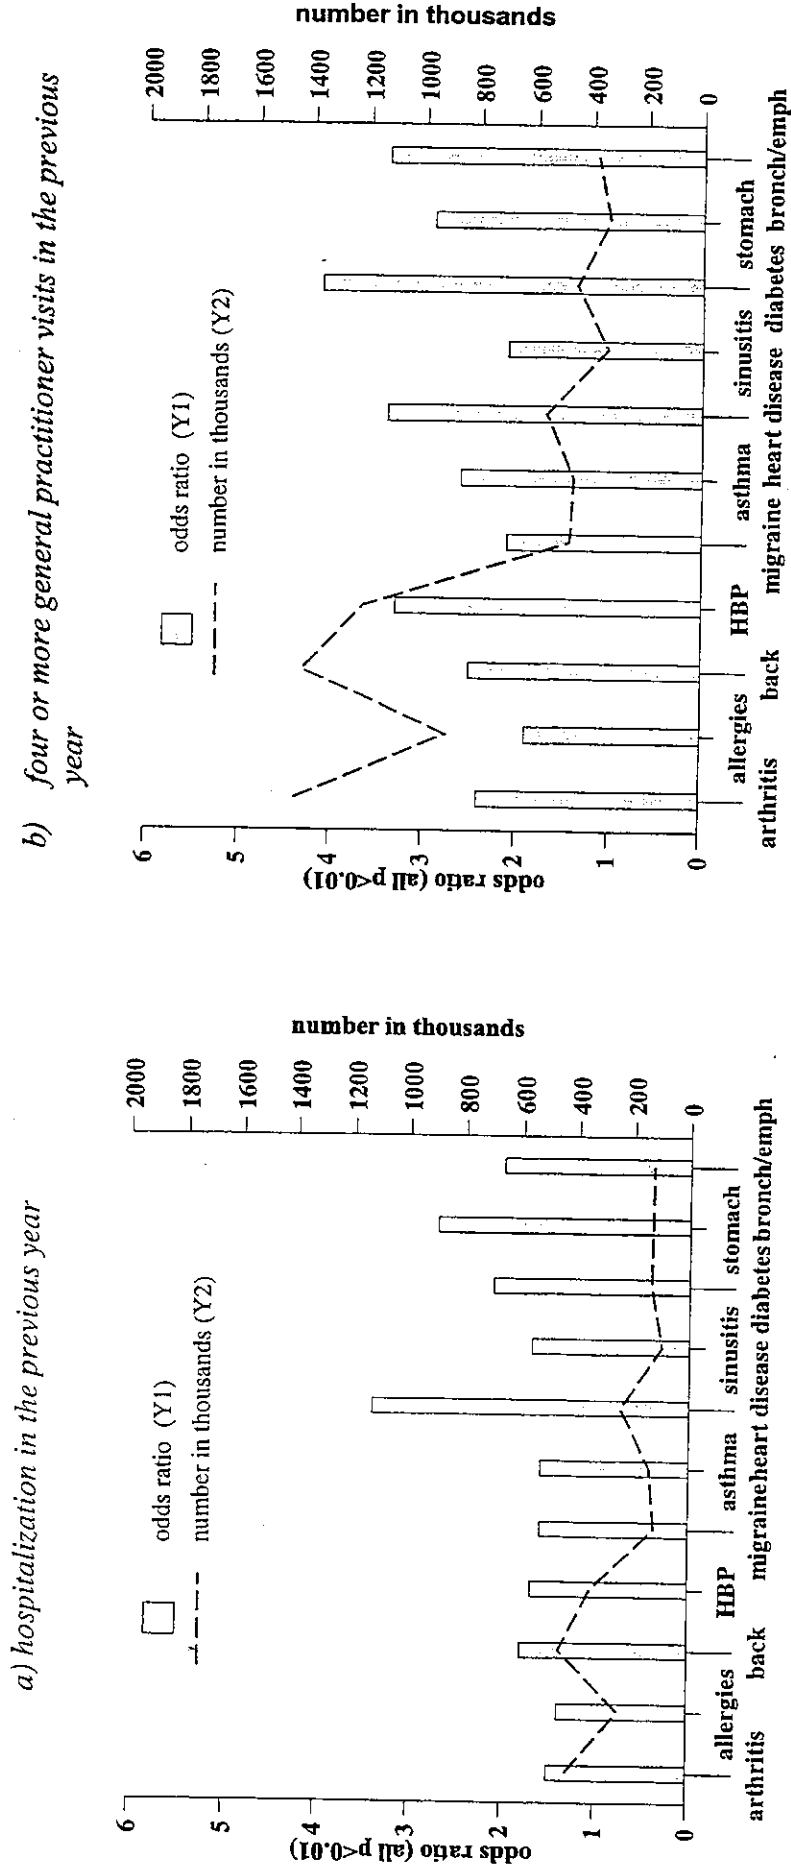 a) hospitalization in the previous year
odds ratio (Y1)
number in thousands (Y2)
odds ratio (all p<0.01)
6
5
4
3
2
1
0
number in thousands
2000
1800
1600
1400
1200
1000
800
600
400
200
0
allergies HBP asthma sinusitis stomach
arthritis back migraine heart disease diabetes bronch/emph
b) four or more general practitioner visits in the previous
year
odds ratio (Y1)
number in thousands (Y2)
odds ratio (all p<0.01)
6
5
4
3
2
1
0
number in thousands
2000
1800
1600
1400
1200
1000
800
600
400
200
0
allergies HBP asthma sinusitis stomach
arthritis back migraine heart disease diabetes bronch/emph